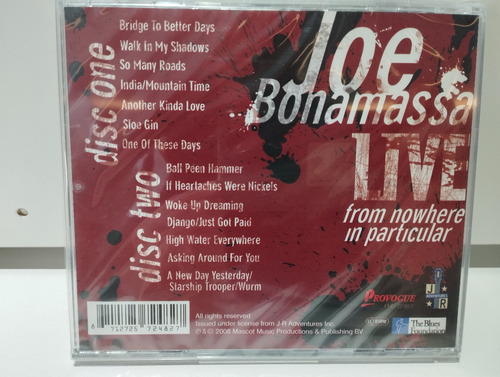 disc one
Bridge To Better Days
Walk In My Shadows
So Many Roads
India/Mountain Time
Another Kinda Love
Sloe Gin
One Of These Days
disc two
Ball Peen Hammer
If Heartaches Were Nickels
Woke Up Dreaming
Django/Just Got Paid
High Water Everywhere
Asking Around For You
A New Day Yesterday/
Starship Trooper/Wurm
Joe
Bonamassa
LIVE
from nowhere
in particular
8 712725 724827
All rights reserved
Issued under license from J-R Adventures Inc.
℗ & © 2008 Mascot Music Productions & Publishing BV
PROVOGUE
J R
ADVENTURES
The Blues
Foundation